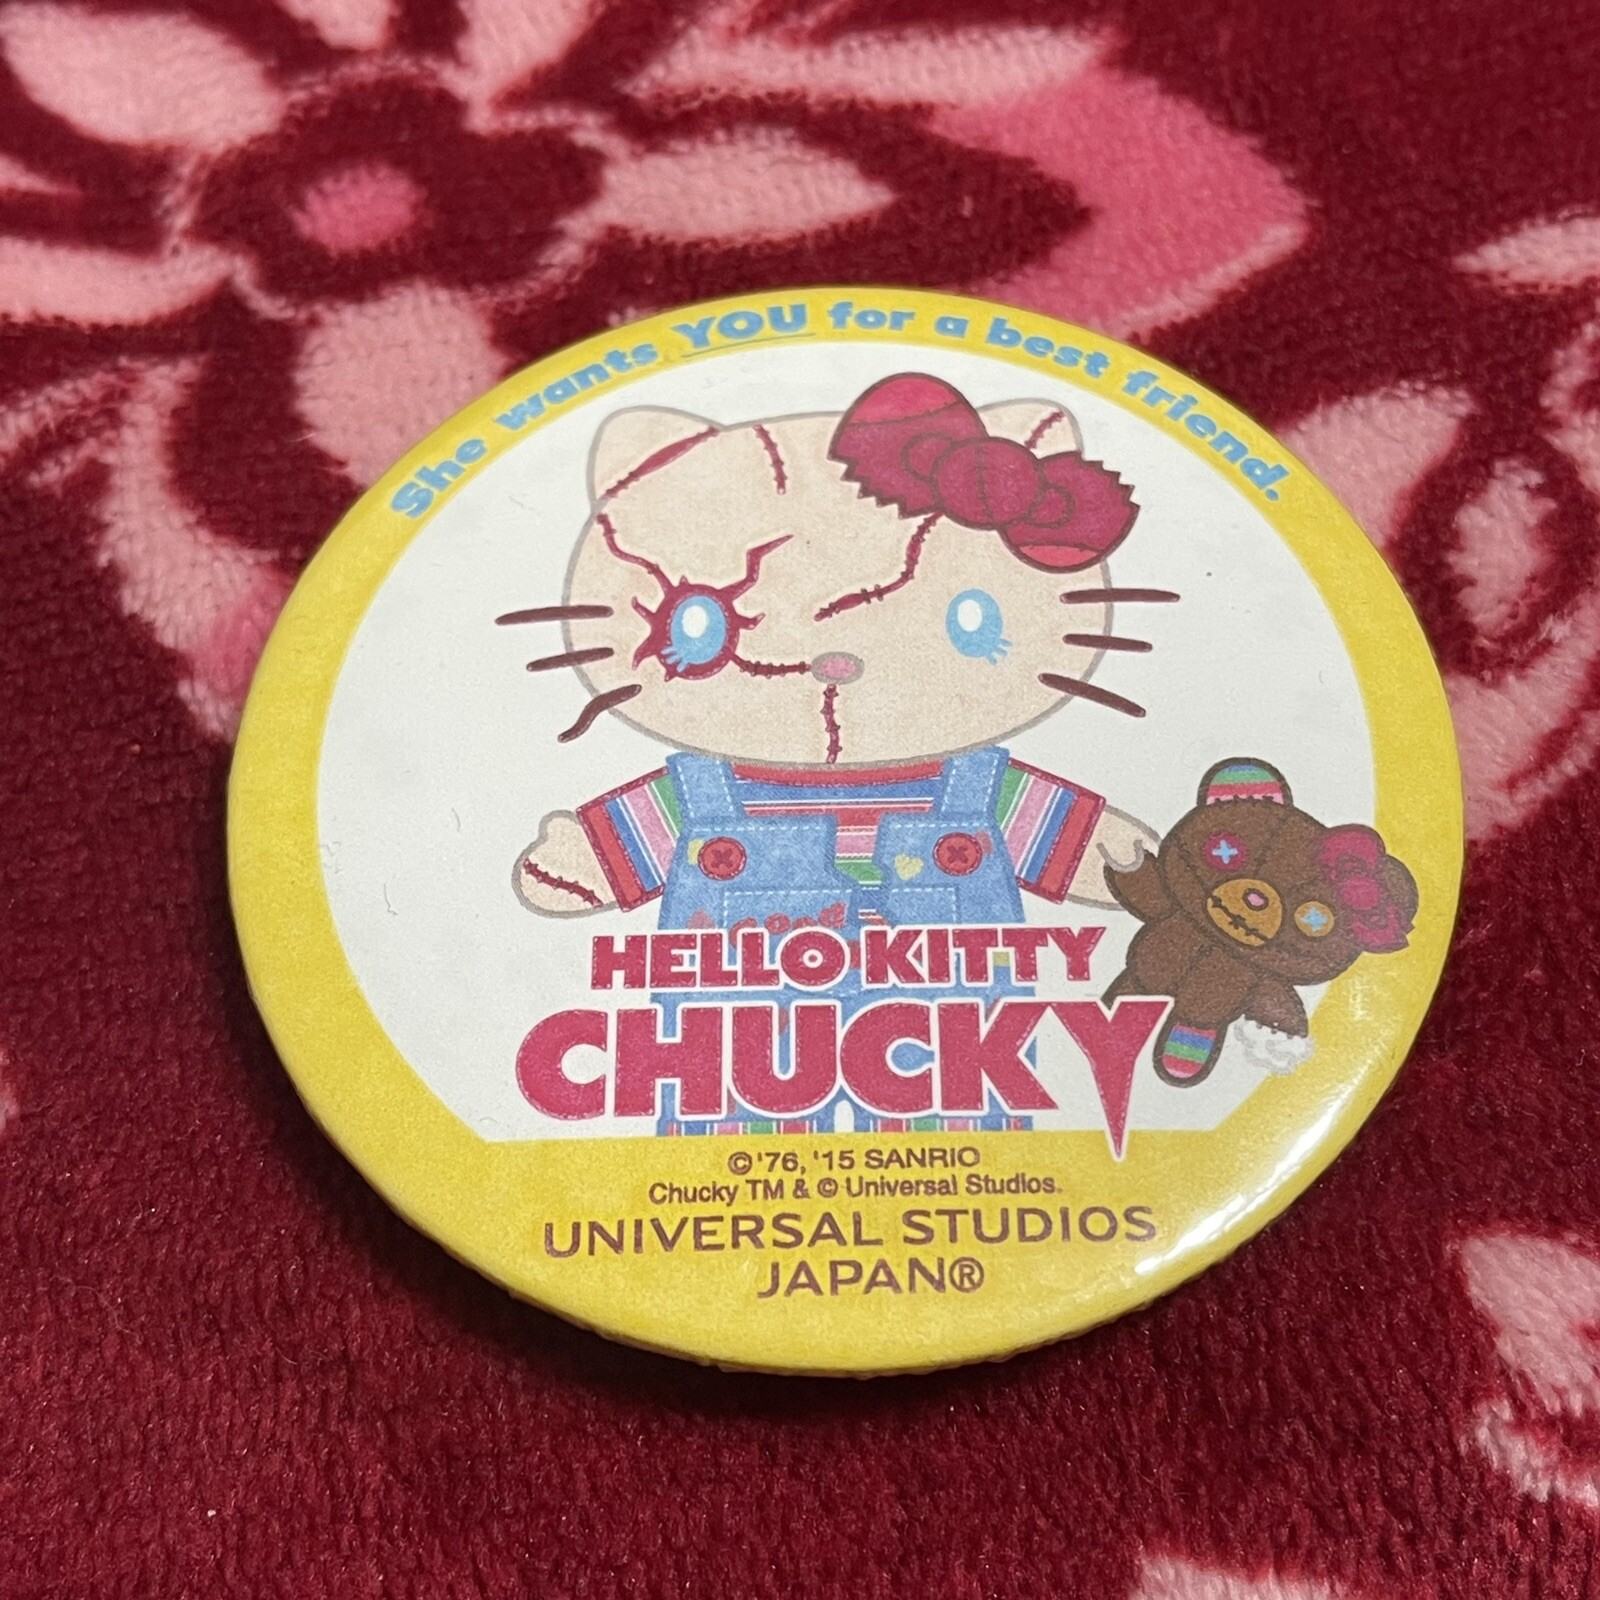 She wants YOU for a best friend.
HELLO KITTY
CHUCKY
©'76, '15 SANRIO
Chucky TM & © Universal Studios.
UNIVERSAL STUDIOS
JAPAN®